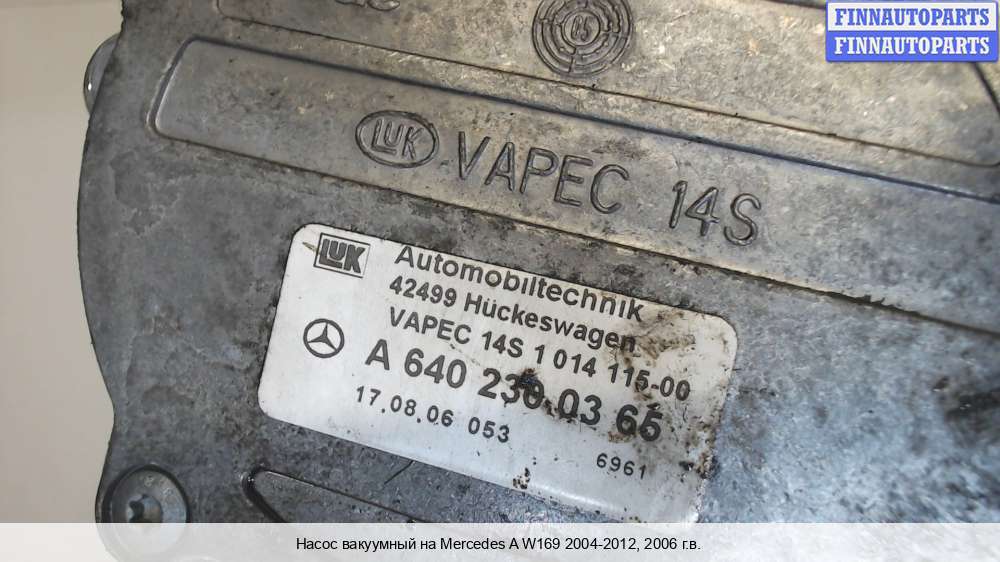 FINNAUTOPARTS
FINNAUTOPARTS
LUK VAPEC 14S
LUK Automobiltechnik
42499 Hückeswagen
VAPEC 14S 1 014 115-00
A 640 230 03 65
17.08.06 053
6961
Насос вакуумный на Mercedes A W169 2004-2012, 2006 г.в.